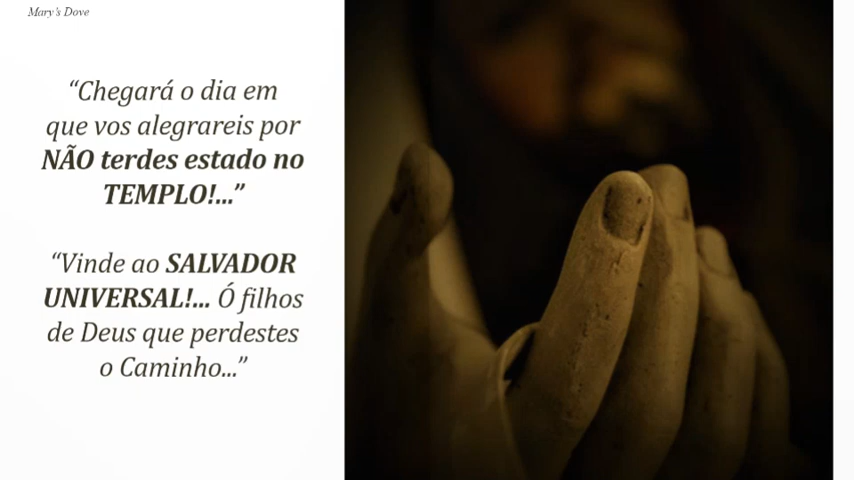 Mary's Dove
“Chegará o dia em
que vos alegrareis por
NÃO terdes estado no
TEMPLO!...”
“Vinde ao SALVADOR
UNIVERSAL!... Ó filhos
de Deus que perdestes
o Caminho...”